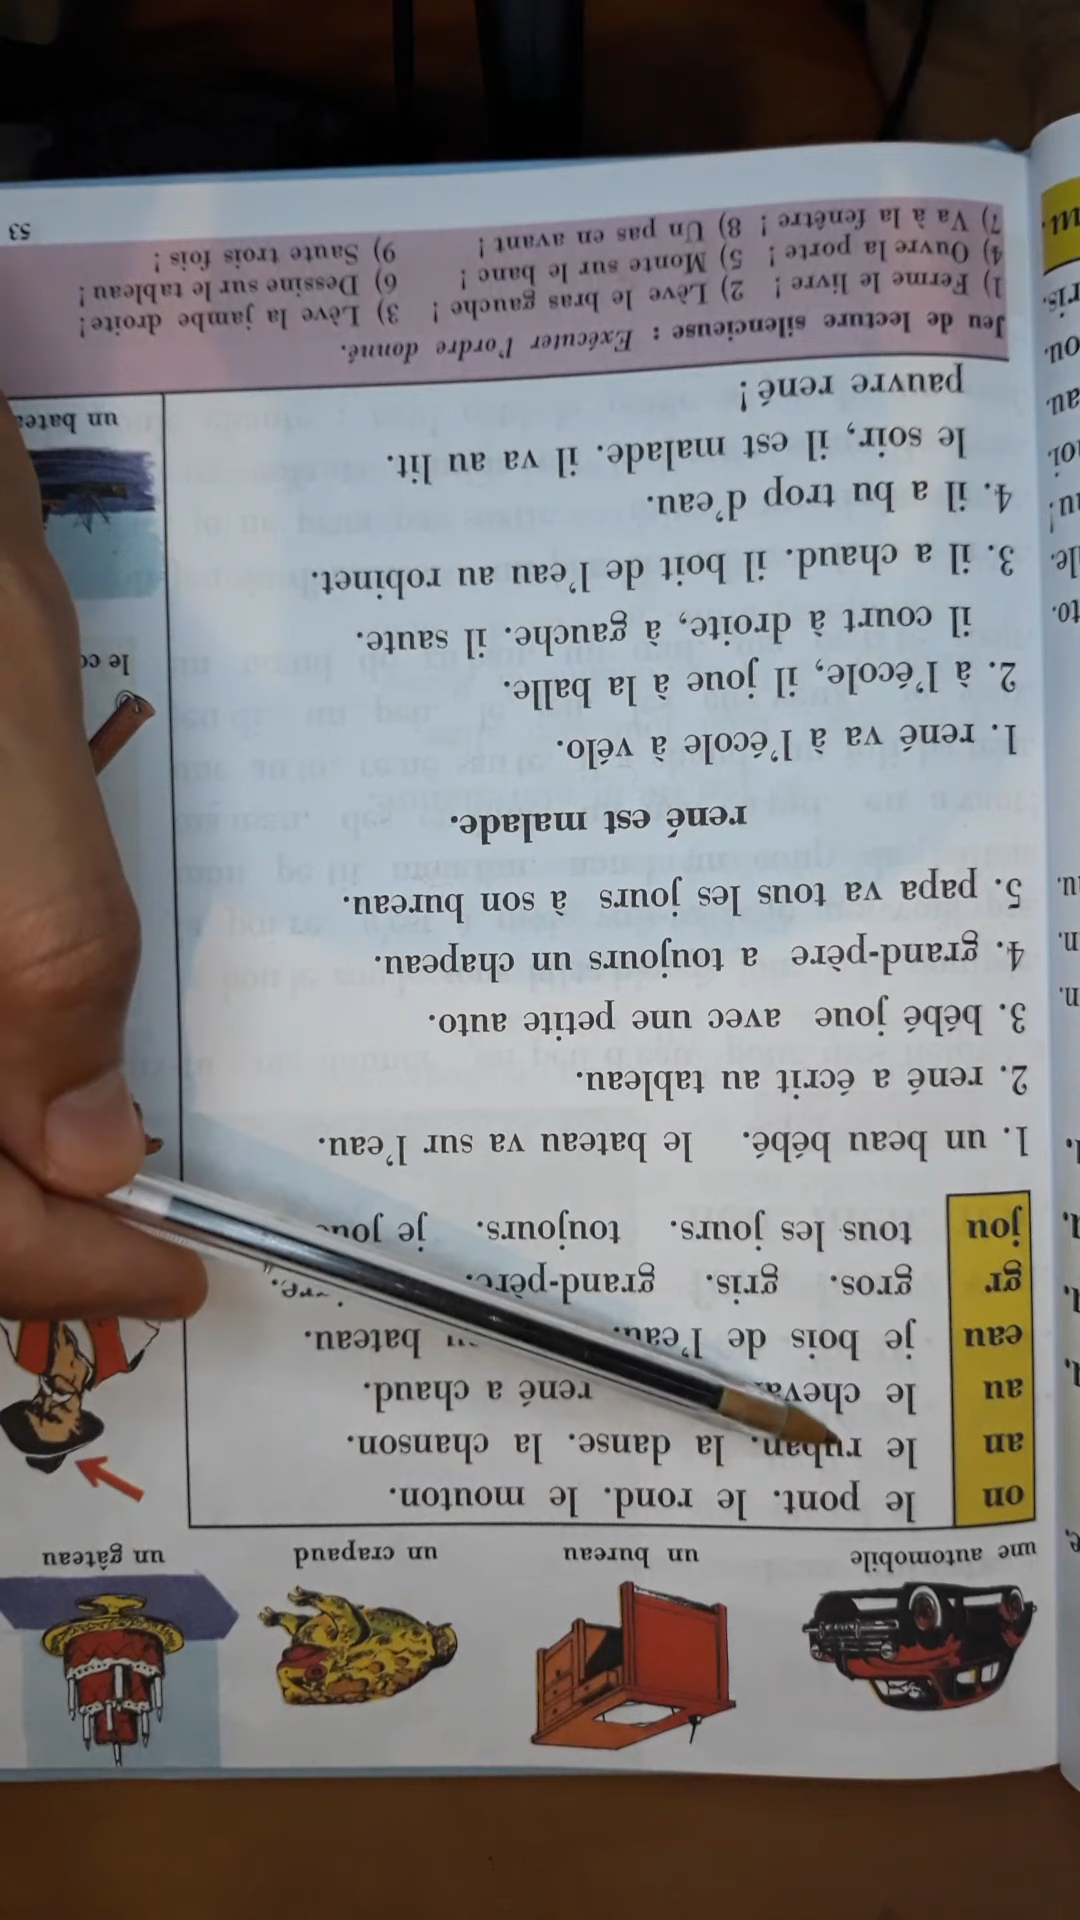 une automobile
un bureau
un crapaud
un gâteau
on le pont. le rond. le mouton.
an le ruban. la danse. la chanson.
au le rené a chaud.
eau je bois de l'eau. bateau.
gr gros. gris. grand-père.
jou tous les jours. toujours. je
1. un beau bébé. le bateau va sur l'eau.
2. rené a écrit au tableau.
3. bébé joue avec une petite auto.
4. grand-père a toujours un chapeau.
5. papa va tous les jours à son bureau.
rené est malade.
1. rené va à l'école à vélo.
2. à l'école, il joue à la balle.
il court à droite, à gauche. il saute.
3. il a chaud. il boit de l'eau au robinet.
4. il a bu trop d'eau.
le soir, il est malade. il va au lit.
pauvre rené !
le
un
Jeu de lecture silencieuse : Exécuter l'ordre donné.
1) Ferme le livre ! 2) Lève le bras gauche ! 3) Lève la jambe droite !
4) Ouvre la porte ! 5) Monte sur le banc ! 6) Dessine sur le tableau !
7) Va à la fenêtre ! 8) Un pas en avant ! 9) Saute trois fois !
53